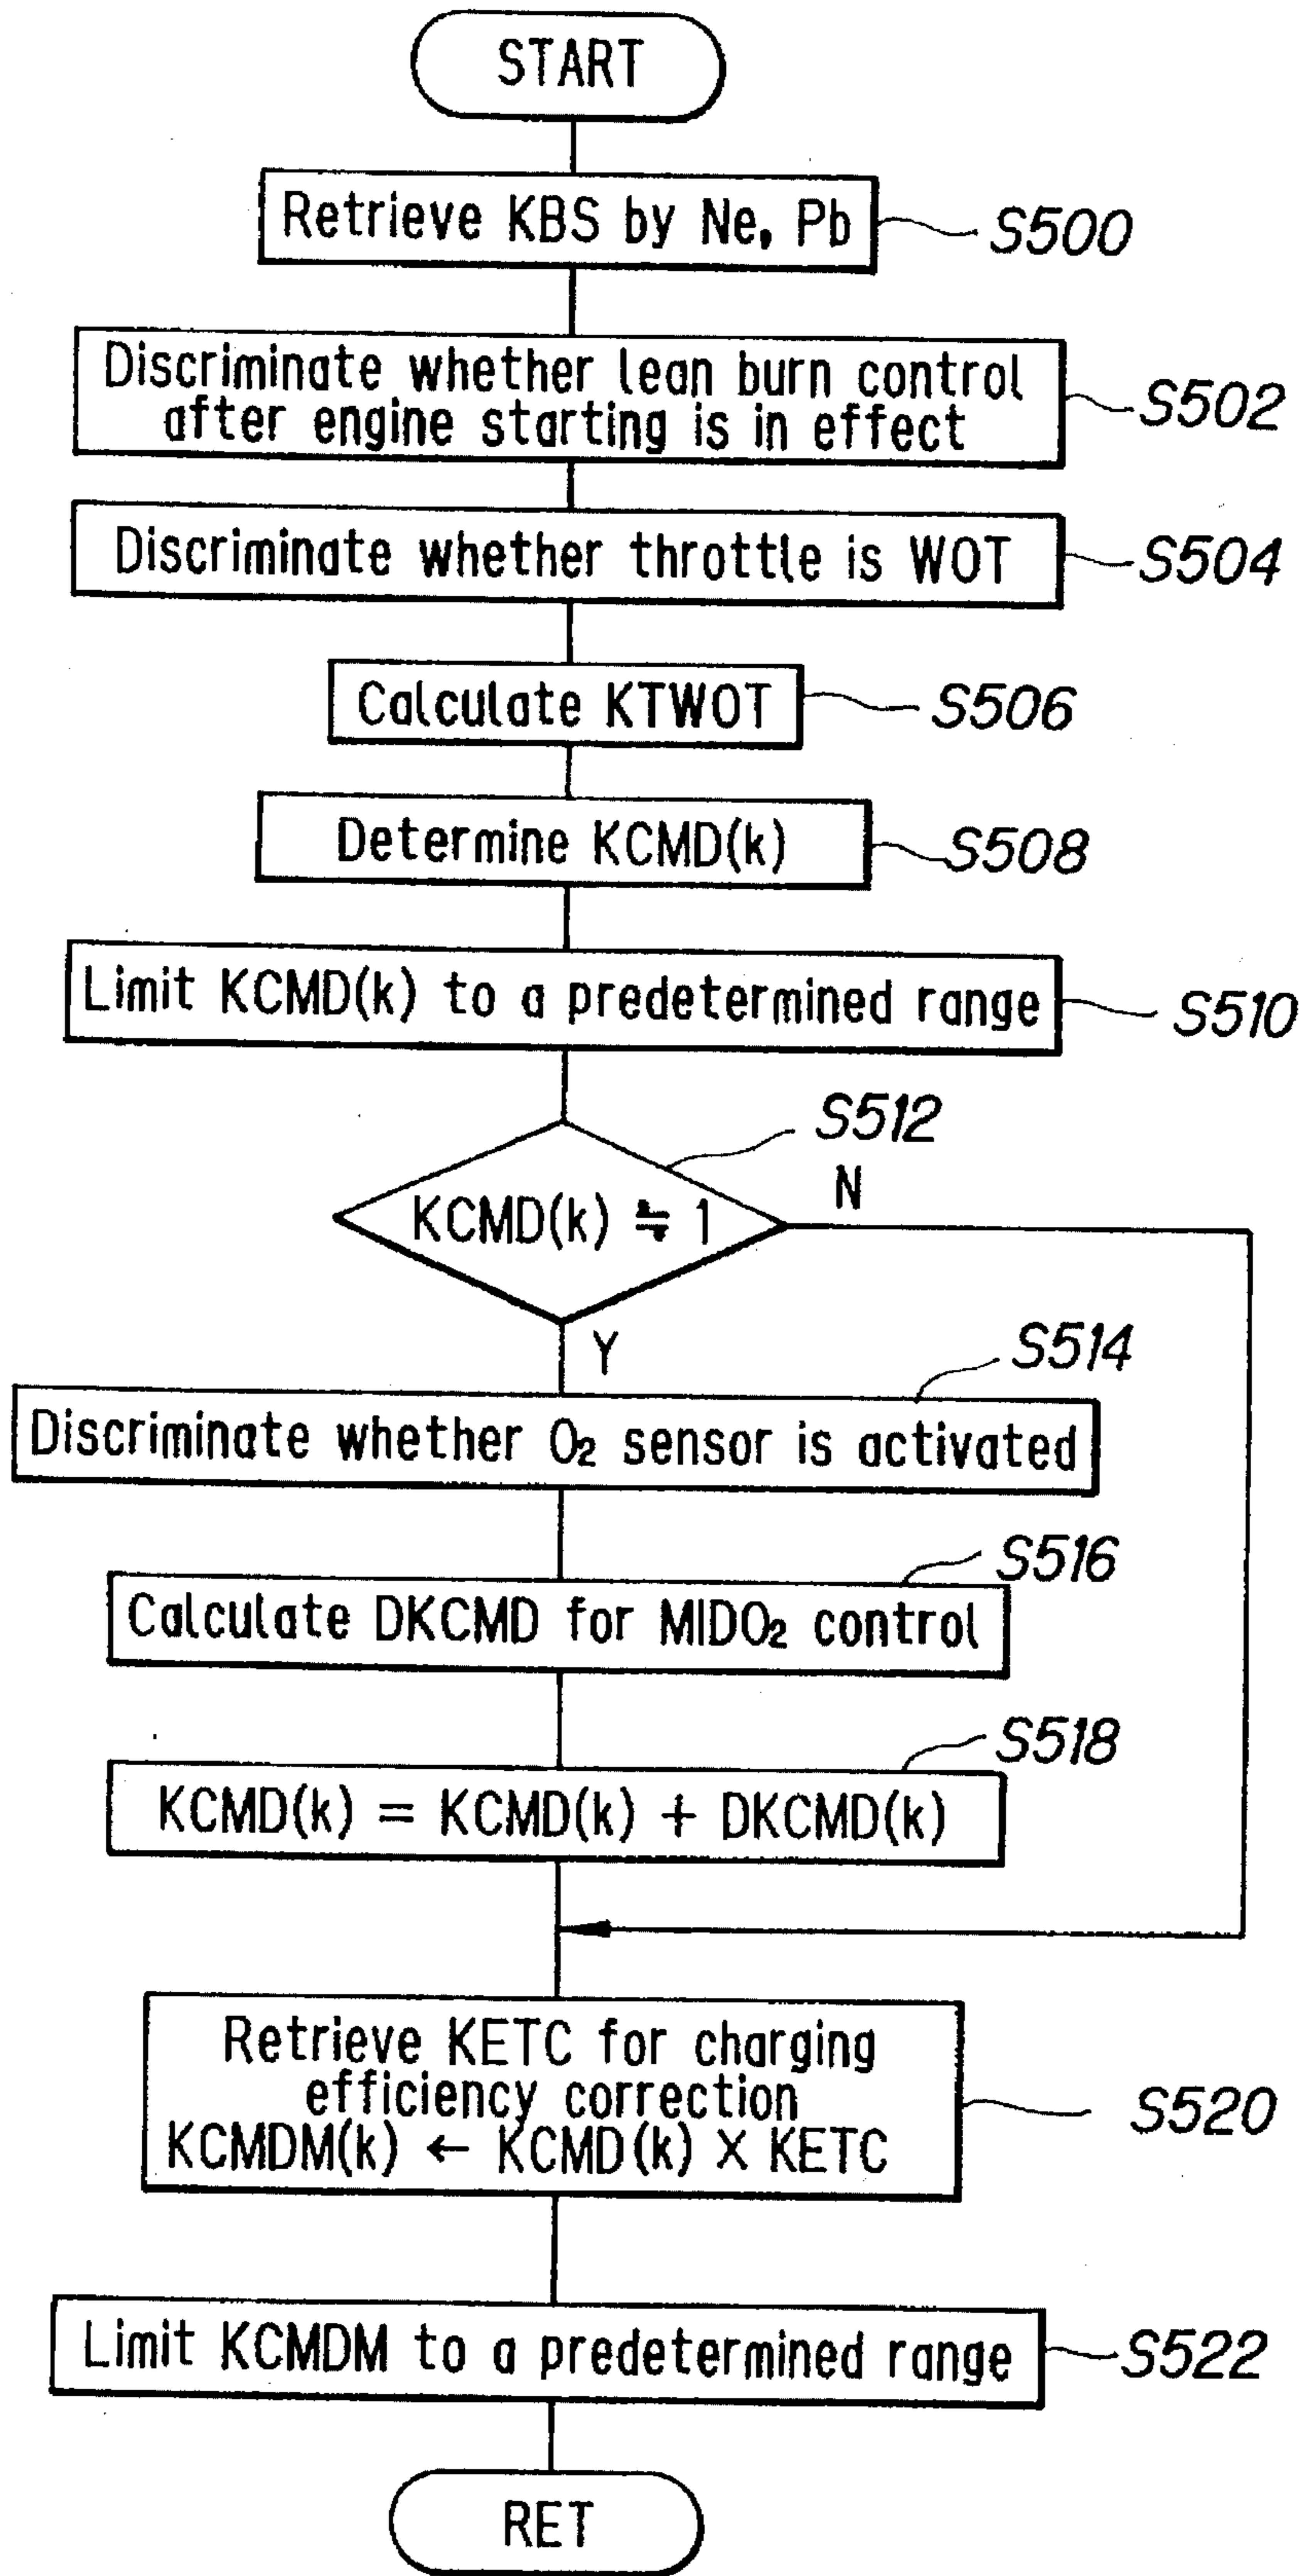 START
Retrieve KBS by Ne, Pb
S500
Discriminate whether lean burn control
after engine starting is in effect
S502
Discriminate whether throttle is WOT
S504
Calculate KTWOT
S506
Determine KCMD(k)
S508
Limit KCMD(k) to a predetermined range
S510
S512
KCMD(k) ≒ 1
N
Y
S514
Discriminate whether O₂ sensor is activated
S516
Calculate DKCMD for MIDO₂ control
S518
KCMD(k) = KCMD(k) + DKCMD(k)
Retrieve KETC for charging
efficiency correction
KCMDM(k) ← KCMD(k) X KETC
S520
Limit KCMDM to a predetermined range
S522
RET